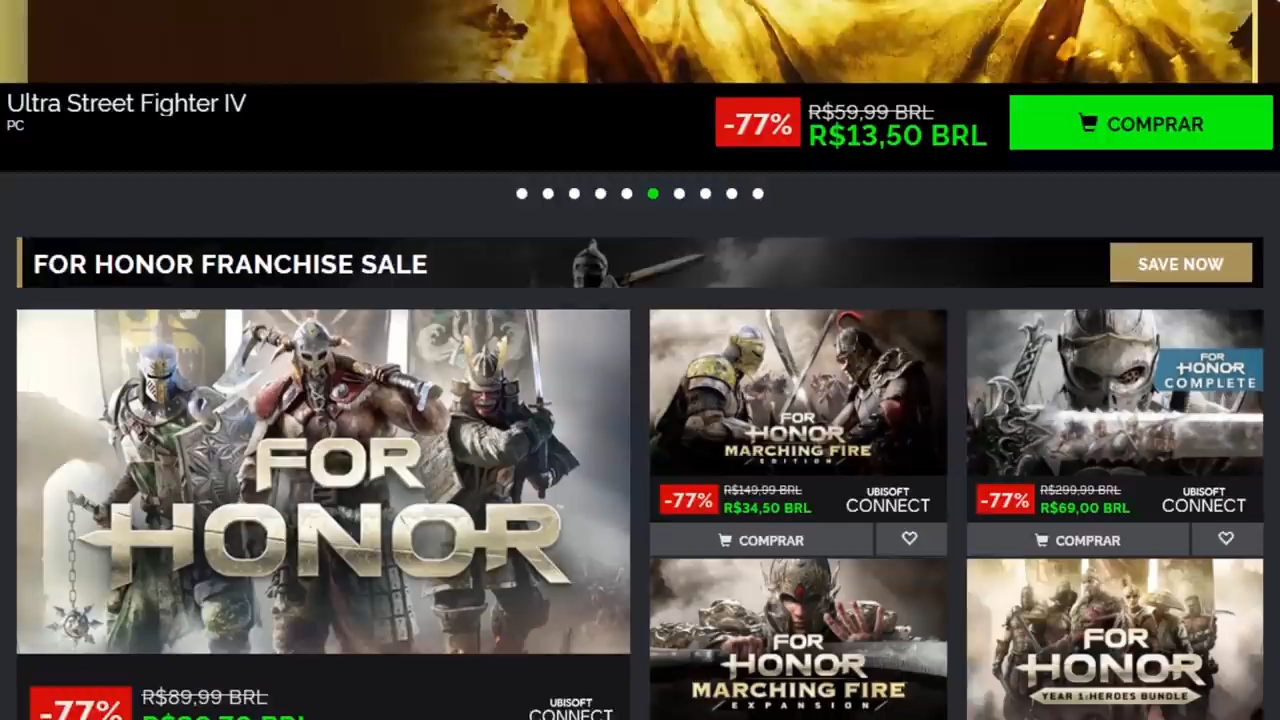 Ultra Street Fighter IV
PC
-77%
R$59,99 BRL
R$13,50 BRL
COMPRAR
FOR HONOR FRANCHISE SALE
SAVE NOW
FOR
HONOR
-77%
R$89,99 BRL
UBISOFT
CONNECT
FOR
HONOR
MARCHING FIRE
EDITION
-77%
R$149,99 BRL
R$34,50 BRL
UBISOFT
CONNECT
COMPRAR
FOR
HONOR
COMPLETE
-77%
R$299,99 BRL
R$69,00 BRL
UBISOFT
CONNECT
COMPRAR
FOR
HONOR
MARCHING FIRE
EXPANSION
FOR
HONOR
YEAR 1:HEROES BUNDLE